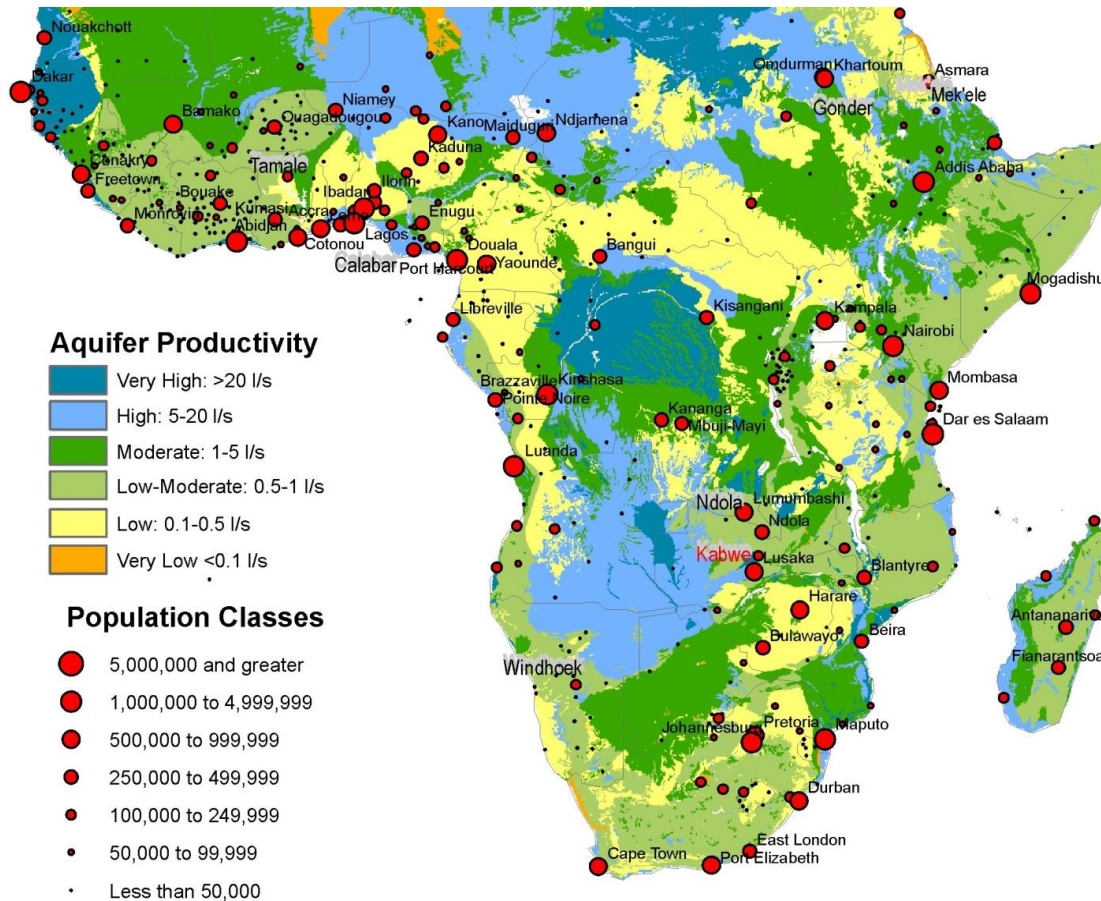 Nouakchott
Dakar
Bamako
Niamey
Ouagadougou
Kano
Maiduguri
Ndjamena
Omdurman
Khartoum
Asmara
Mek'ele
Gonder
Kaduna
Conakry
Tamale
Addis Ababa
Freetown
Bouake
Ibadan
Ilorin
Monrovia
Kumasi
Accra
Enugu
Abidjan
Lagos
Cotonou
Douala
Bangui
Calabar
Port Harcourt
Yaounde
Mogadishu
Libreville
Kisangani
Kampala
Nairobi
Aquifer Productivity
Very High: >20 l/s
High: 5-20 l/s
Moderate: 1-5 l/s
Low-Moderate: 0.5-1 l/s
Low: 0.1-0.5 l/s
Very Low <0.1 l/s
Brazzaville
Kinshasa
Pointe Noire
Mombasa
Kananga
Mbuji-Mayi
Dar es Salaam
Luanda
Ndola
Lumumbashi
Ndola
Kabwe
Lusaka
Blantyre
Harare
Antananarivo
Bulawayo
Beira
Windhoek
Fianarantsoa
Johannesburg
Pretoria
Maputo
Durban
East London
Cape Town
Port Elizabeth
Population Classes
5,000,000 and greater
1,000,000 to 4,999,999
500,000 to 999,999
250,000 to 499,999
100,000 to 249,999
50,000 to 99,999
Less than 50,000